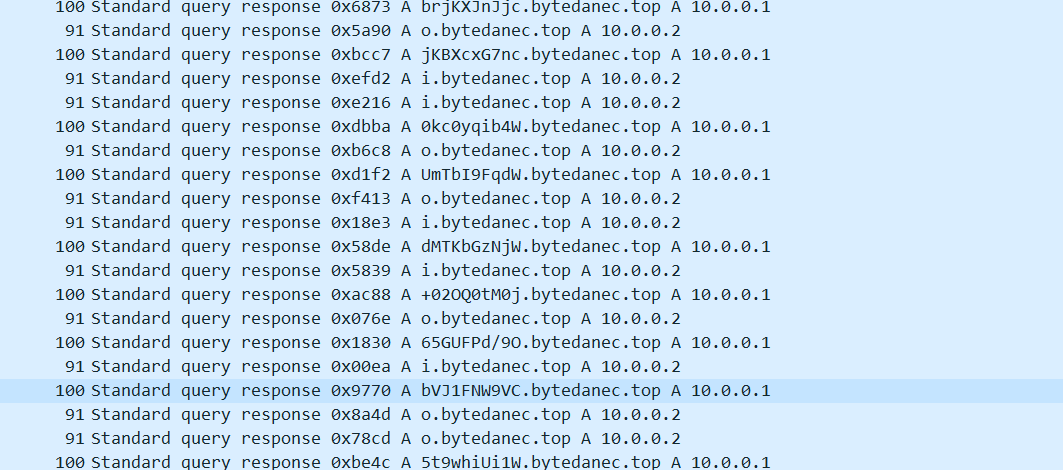 100 Standard query response 0x6873 A brjKXJnJjc.bytedanec.top A 10.0.0.1
91 Standard query response 0x5a90 A o.bytedanec.top A 10.0.0.2
100 Standard query response 0xbcc7 A jKBXcxG7nc.bytedanec.top A 10.0.0.1
91 Standard query response 0xefd2 A i.bytedanec.top A 10.0.0.2
91 Standard query response 0xe216 A i.bytedanec.top A 10.0.0.2
100 Standard query response 0xdbba A 0kc0yqib4W.bytedanec.top A 10.0.0.1
91 Standard query response 0xb6c8 A o.bytedanec.top A 10.0.0.2
100 Standard query response 0xd1f2 A UmTbI9FqdW.bytedanec.top A 10.0.0.1
91 Standard query response 0xf413 A o.bytedanec.top A 10.0.0.2
91 Standard query response 0x18e3 A i.bytedanec.top A 10.0.0.2
100 Standard query response 0x58de A dMTKbGzNjW.bytedanec.top A 10.0.0.1
91 Standard query response 0x5839 A i.bytedanec.top A 10.0.0.2
100 Standard query response 0xac88 A +02OQ0tM0j.bytedanec.top A 10.0.0.1
91 Standard query response 0x076e A o.bytedanec.top A 10.0.0.2
100 Standard query response 0x1830 A 65GUFPd/9O.bytedanec.top A 10.0.0.1
91 Standard query response 0x00ea A i.bytedanec.top A 10.0.0.2
100 Standard query response 0x9770 A bVJ1FNW9VC.bytedanec.top A 10.0.0.1
91 Standard query response 0x8a4d A o.bytedanec.top A 10.0.0.2
91 Standard query response 0x78cd A o.bytedanec.top A 10.0.0.2
100 Standard query response 0xbe4c A 5t9whiUi1W.bytedanec.top A 10.0.0.1